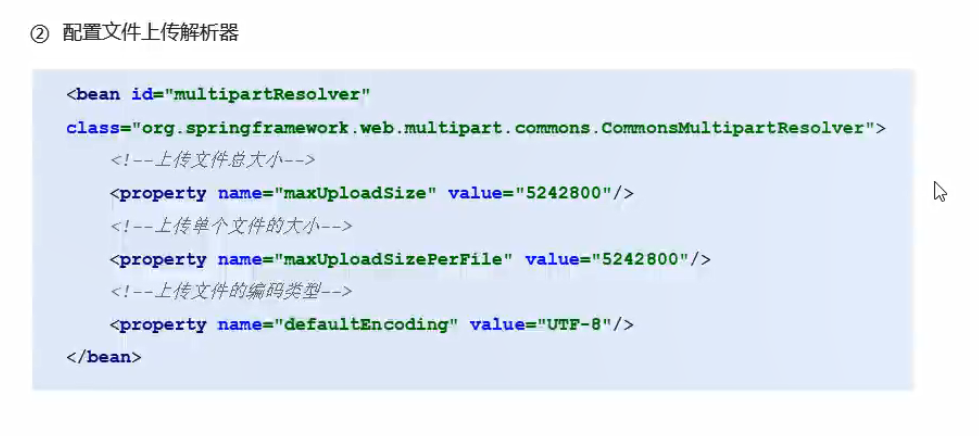 ② 配置文件上传解析器
<bean id="multipartResolver"
class="org.springframework.web.multipart.commons.CommonsMultipartResolver">
<!--上传文件总大小-->
<property name="maxUploadSize" value="5242800"/>
<!--上传单个文件的大小-->
<property name="maxUploadSizePerFile" value="5242800"/>
<!--上传文件的编码类型-->
<property name="defaultEncoding" value="UTF-8"/>
</bean>